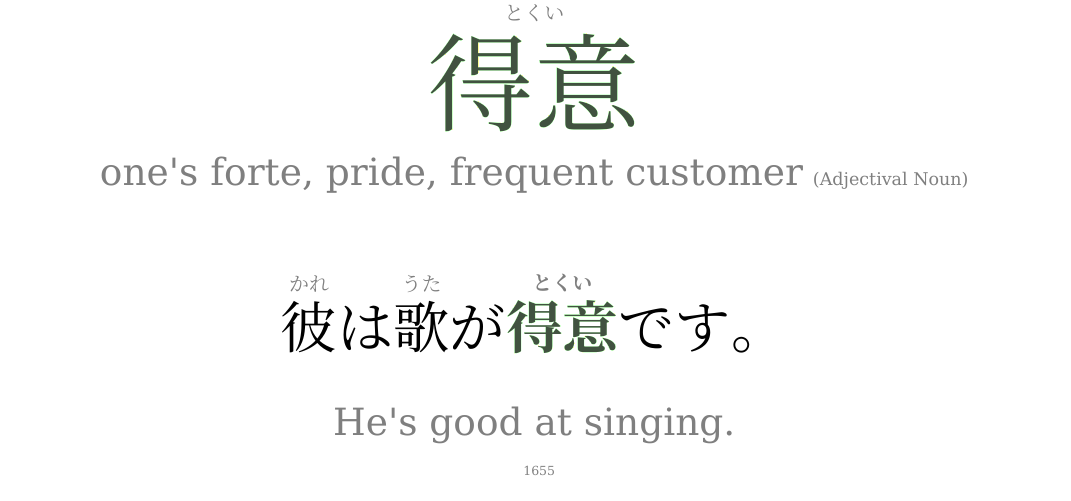 とくい
得意
one's forte, pride, frequent customer (Adjectival Noun)
かれ うた とくい
彼は歌が得意です。
He's good at singing.
1655